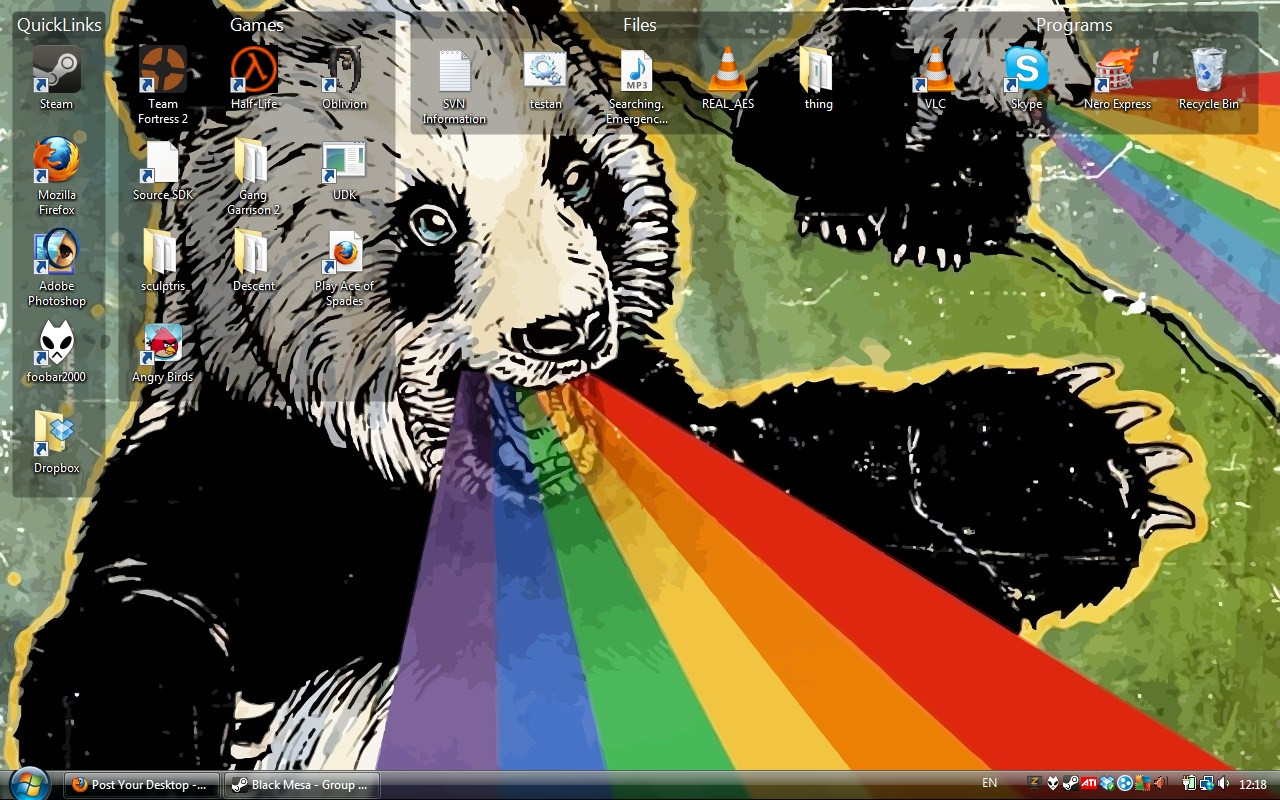 QuickLinks
Games
Files
Programs
Steam
Team
Fortress 2
Half-Life
Oblivion
SVN
Information
testan
MP3
Searching.
Emergenc...
REAL_AES
thing
VLC
S
Skype
Nero Express
Recycle Bin
Mozilla
Firefox
Source SDK
Gang
Garrison 2
UDK
Adobe
Photoshop
sculptris
Descent
Play Ace of
Spades
foobar2000
Angry Birds
Dropbox
Post Your Desktop -...
Black Mesa - Group ...
EN
Z
ATI
12:18